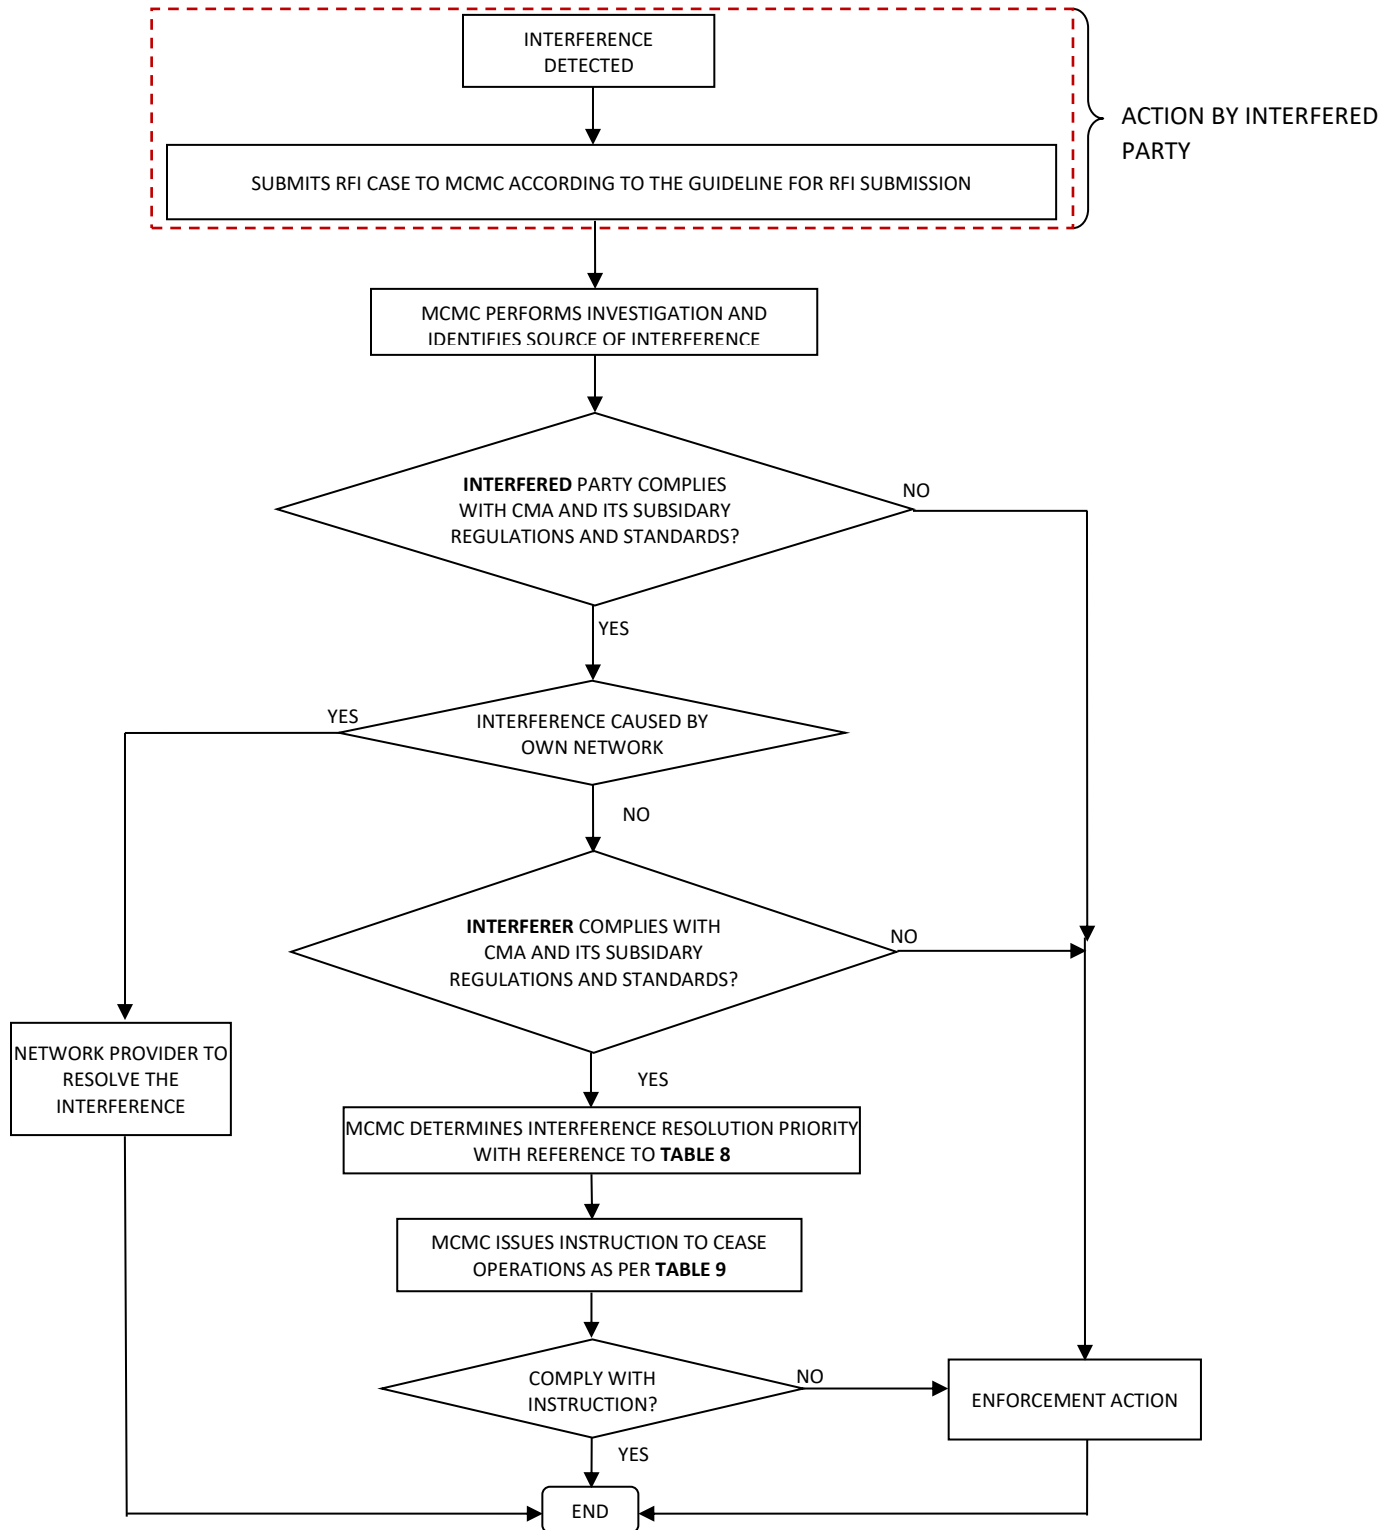 INTERFERENCE
DETECTED
ACTION BY INTERFERED
PARTY
SUBMITS RFI CASE TO MCMC ACCORDING TO THE GUIDELINE FOR RFI SUBMISSION
MCMC PERFORMS INVESTIGATION AND
IDENTIFIES SOURCE OF INTERFERENCE
INTERFERED PARTY COMPLIES
WITH CMA AND ITS SUBSIDARY
REGULATIONS AND STANDARDS?
NO
YES
INTERFERENCE CAUSED BY
OWN NETWORK
YES
NO
INTERFERER COMPLIES WITH
CMA AND ITS SUBSIDARY
REGULATIONS AND STANDARDS?
NO
YES
NETWORK PROVIDER TO
RESOLVE THE
INTERFERENCE
MCMC DETERMINES INTERFERENCE RESOLUTION PRIORITY
WITH REFERENCE TO TABLE 8
MCMC ISSUES INSTRUCTION TO CEASE
OPERATIONS AS PER TABLE 9
COMPLY WITH
INSTRUCTION?
NO
ENFORCEMENT ACTION
YES
END